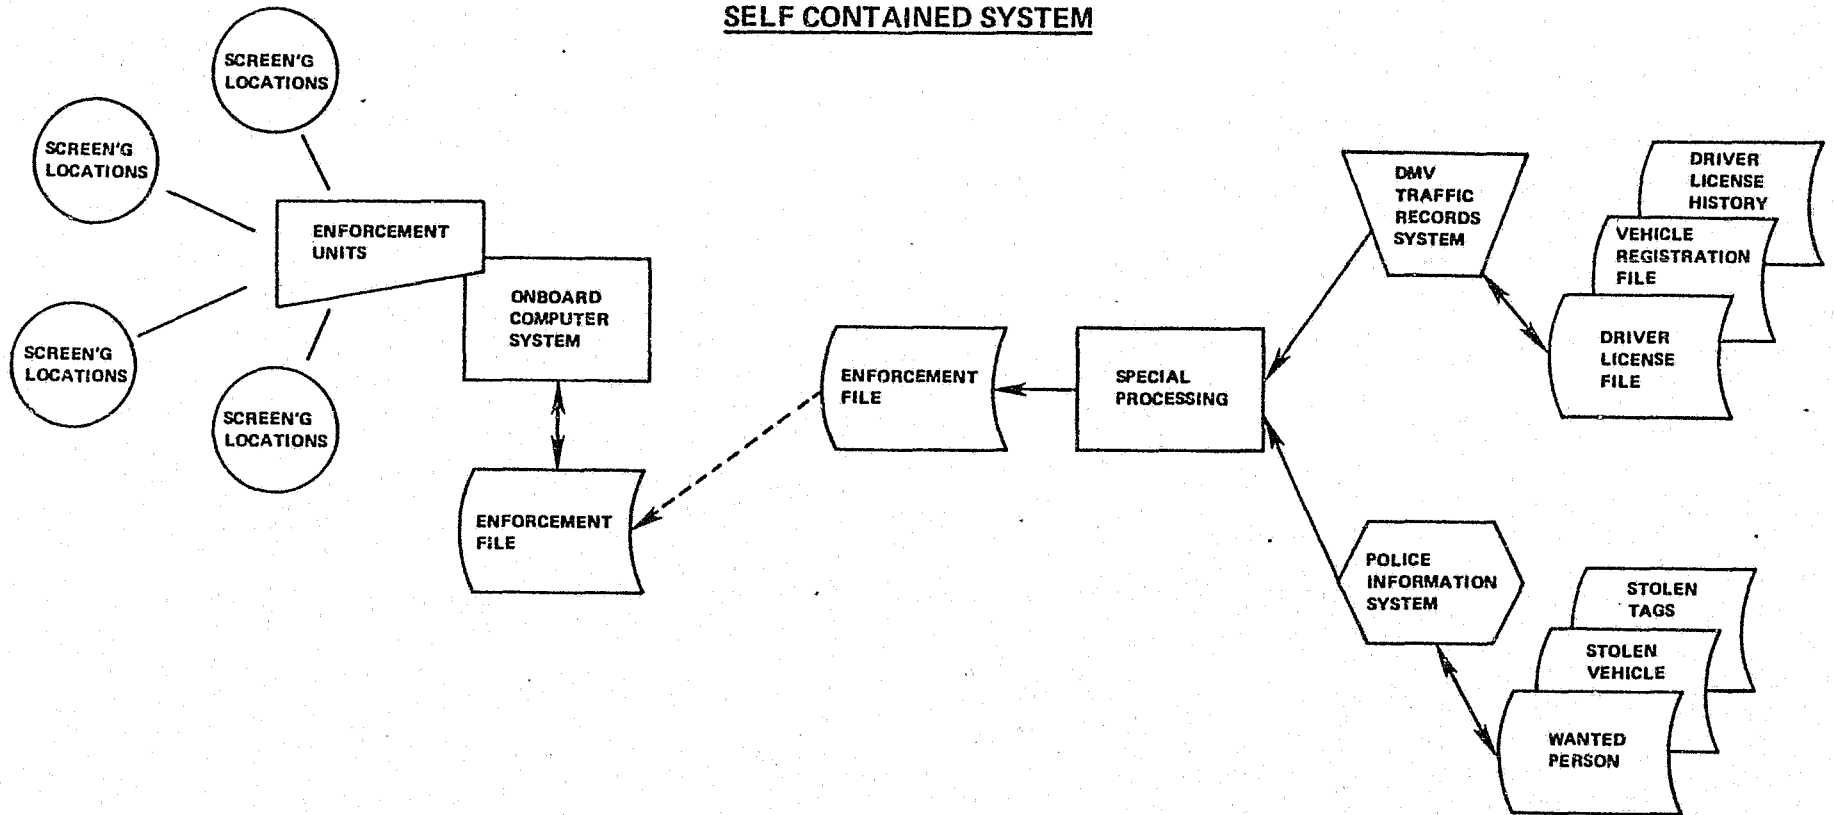 SELF CONTAINED SYSTEM
SCREEN'G
LOCATIONS
SCREEN'G
LOCATIONS
SCREEN'G
LOCATIONS
SCREEN'G
LOCATIONS
ENFORCEMENT
UNITS
ONBOARD
COMPUTER
SYSTEM
ENFORCEMENT
FILE
ENFORCEMENT
FILE
SPECIAL
PROCESSING
DMV
TRAFFIC
RECORDS
SYSTEM
DRIVER
LICENSE
HISTORY
VEHICLE
REGISTRATION
FILE
DRIVER
LICENSE
FILE
POLICE
INFORMATION
SYSTEM
STOLEN
TAGS
STOLEN
VEHICLE
WANTED
PERSON